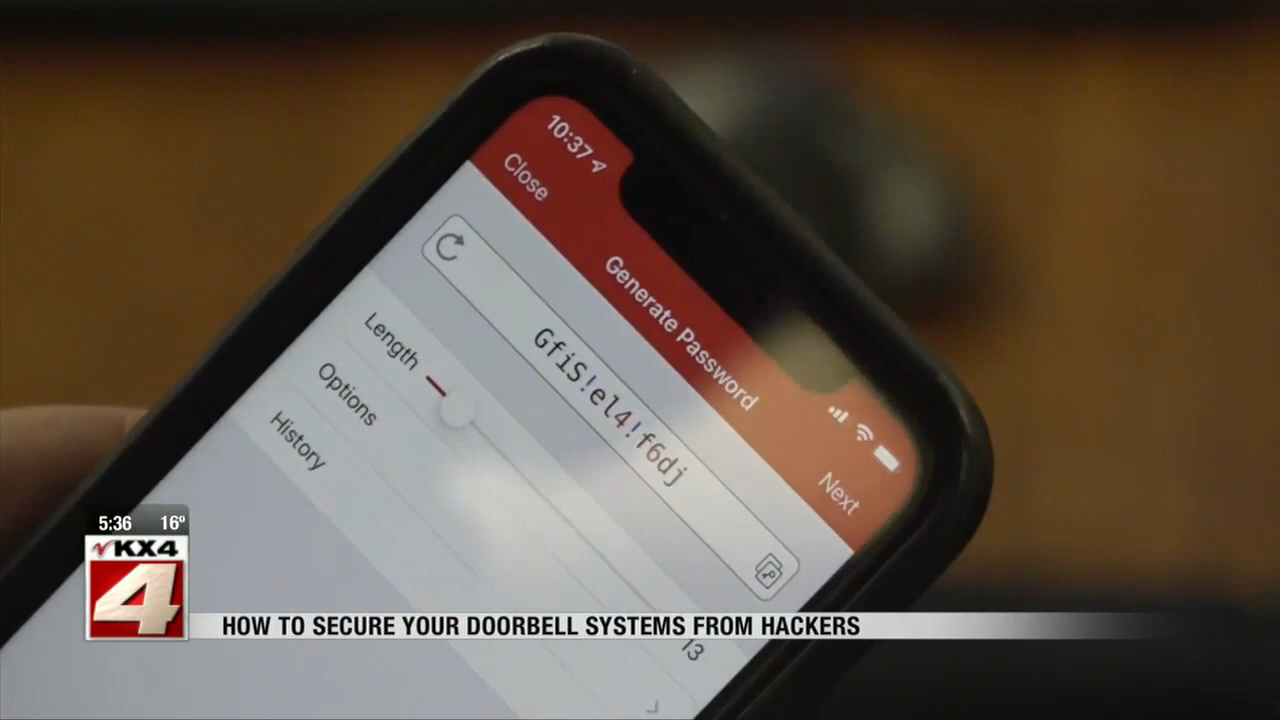 10:37
Close
Generate Password
Next
GfiS!el4!f6dj
Length
13
Options
History
5:36 16º
KX4
4
HOW TO SECURE YOUR DOORBELL SYSTEMS FROM HACKERS